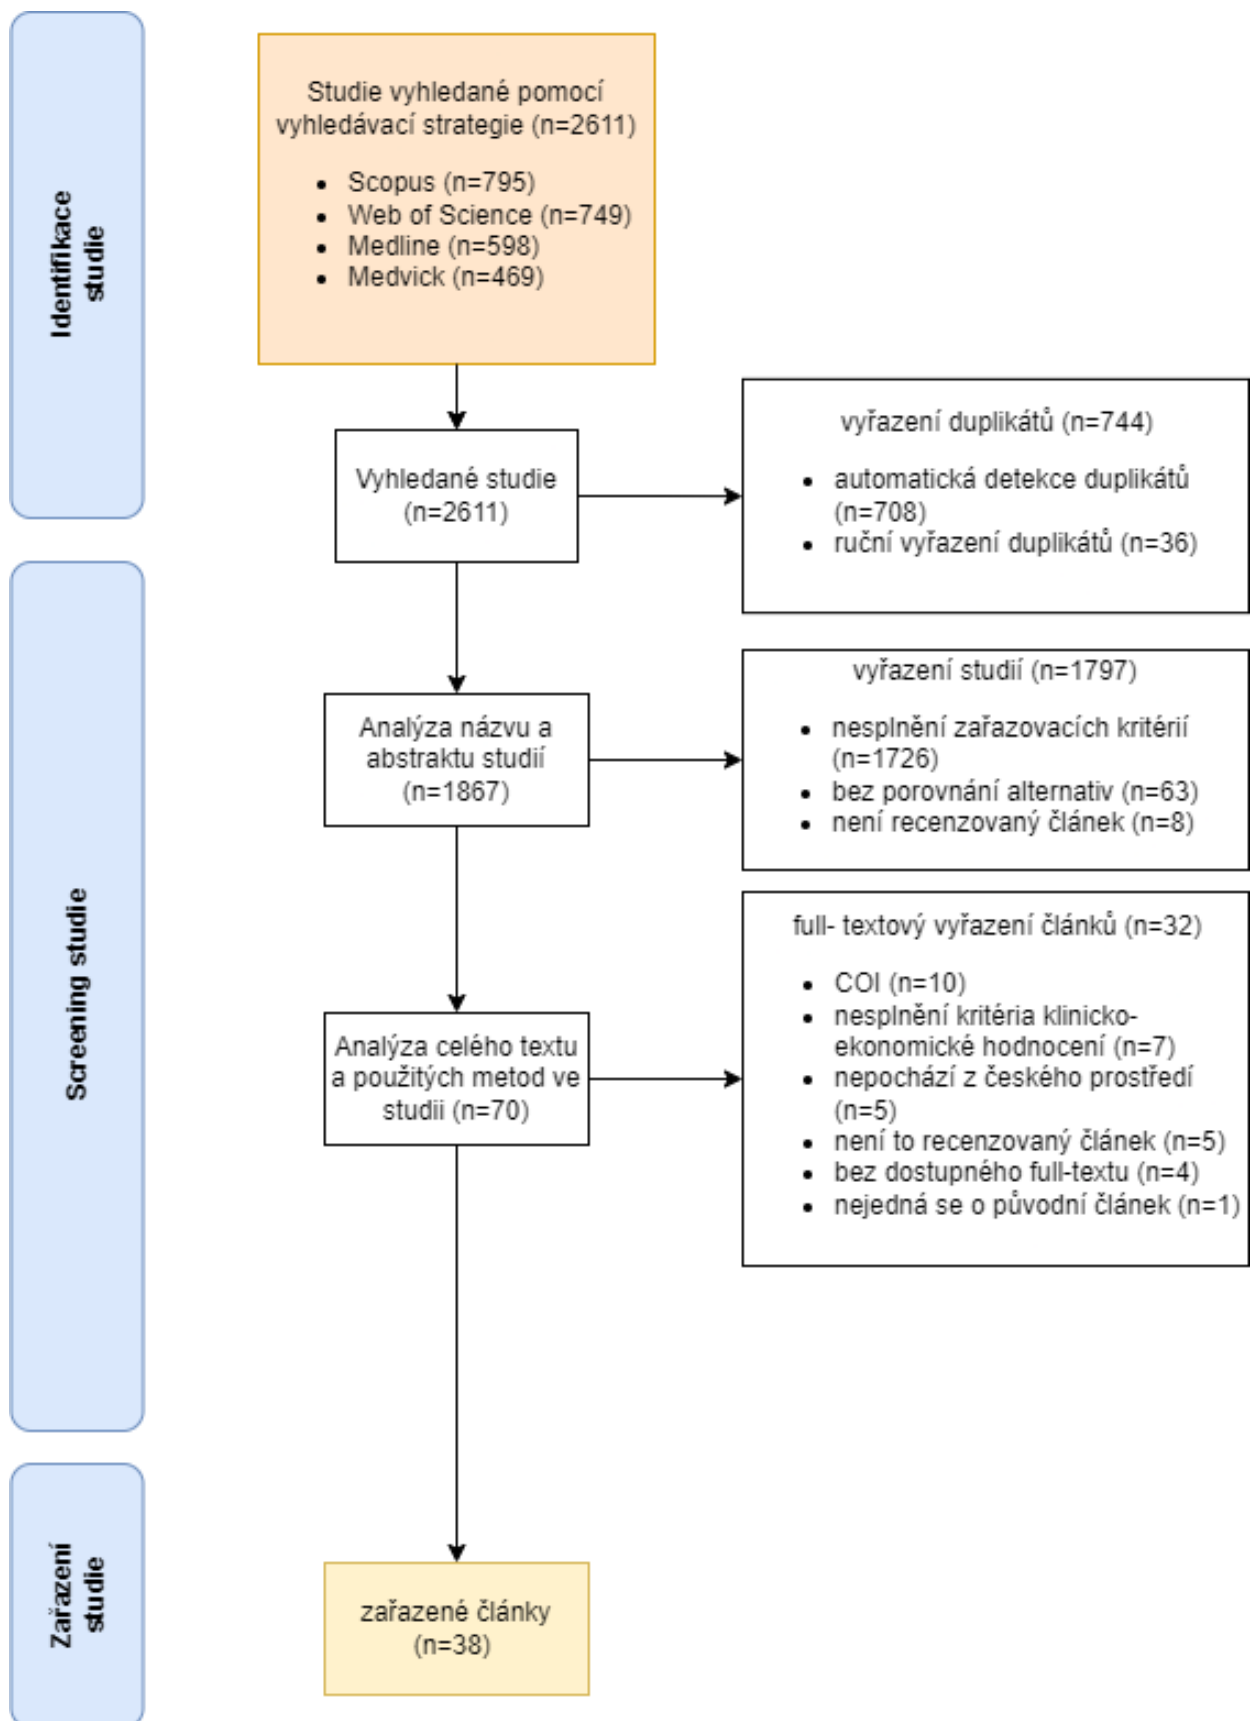 Identifikace
studie
Studie vyhledané pomocí
vyhledávací strategie (n=2611)
• Scopus (n=795)
• Web of Science (n=749)
• Medline (n=598)
• Medvick (n=469)
Vyhledané studie
(n=2611)
vyřazení duplikátů (n=744)
• automatická detekce duplikátů
(n=708)
• ruční vyřazení duplikátů (n=36)
Screening studie
Analýza názvu a
abstraktu studií
(n=1867)
vyřazení studií (n=1797)
• nesplnění zařazovacích kritérií
(n=1726)
• bez porovnání alternativ (n=63)
• není recenzovaný článek (n=8)
Analýza celého textu
a použitých metod ve
studii (n=70)
full- textový vyřazení článků (n=32)
• COI (n=10)
• nesplnění kritéria klinicko-
ekonomické hodnocení (n=7)
• nepochází z českého prostředí
(n=5)
• není to recenzovaný článek (n=5)
• bez dostupného full-textu (n=4)
• nejedná se o původní článek (n=1)
Zařazení
studie
zařazené články
(n=38)